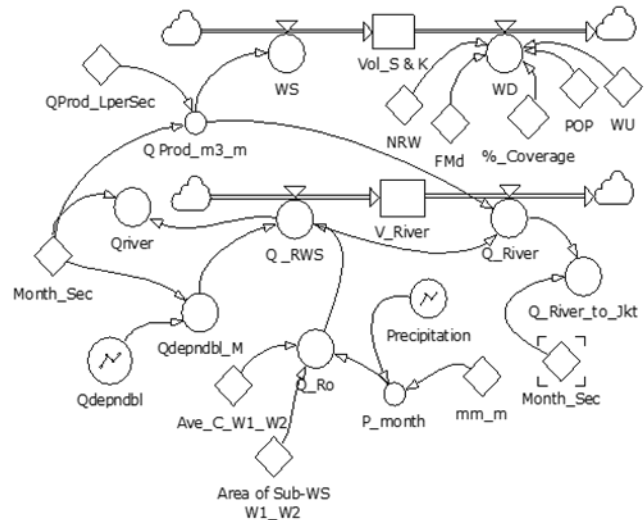 Vol_S & K
WS
WD
QProd_LperSec
NRW
FMd
%_Coverage
POP
WU
Q Prod_m3_m
Qriver
Q_RWS
V_River
Q_River
Month_Sec
Qdepndbl_M
Precipitation
Q_River_to_Jkt
Qdepndbl
Q_Ro
Ave_C_W1_W2
P_month
mm_m
Month_Sec
Area of Sub-WS
W1_W2